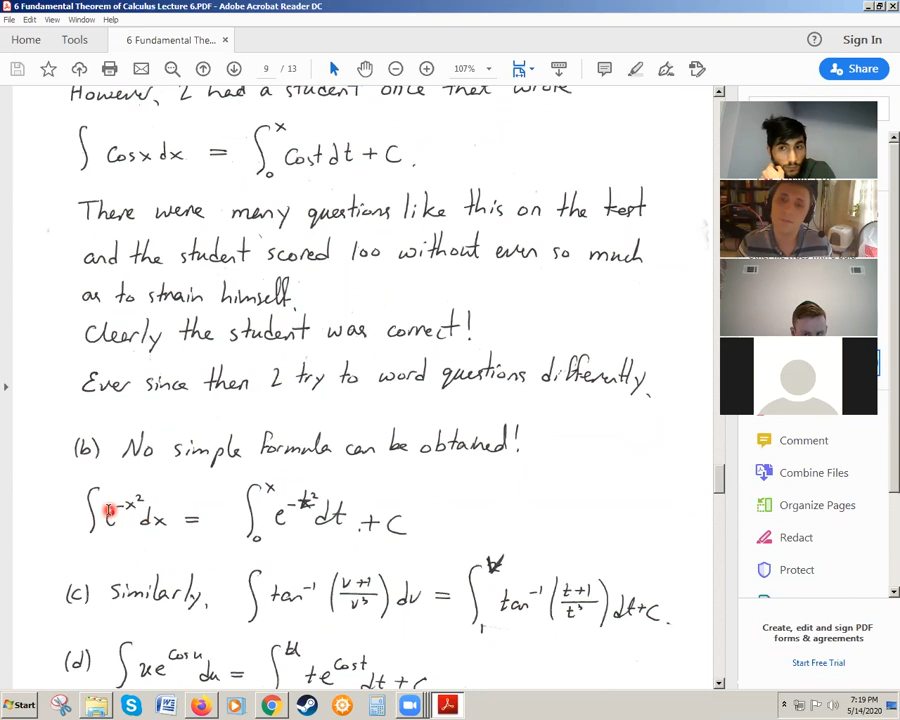 6 Fundamental Theorem of Calculus Lecture 6.PDF - Adobe Acrobat Reader DC
File Edit View Window Help
Home Tools 6 Fundamental The... × Sign In
9 / 13 107% Share
However, I had a student once that wrote
∫ cosx dx = ∫₀ˣ cost dt + C.
There were many questions like this on the test
and the student scored 100 without even so much
as to strain himself.
Clearly the student was correct!
Ever since then I try to word questions differently.
(b) No simple formula can be obtained!
∫ e^(-x²) dx = ∫₀ˣ e^(-t²) dt + C
(c) Similarly, ∫ tan⁻¹ ((v+1)/v³) dv = ∫₁ᵛ tan⁻¹ ((t+1)/t³) dt + C.
(d) ∫ ue^(cosu) du = ∫ᵘ te^(cost) dt + C
Comment
Combine Files
Organize Pages
Redact
Protect
Create, edit and sign PDF
forms & agreements
Start Free Trial
Start
7:19 PM
5/14/2020